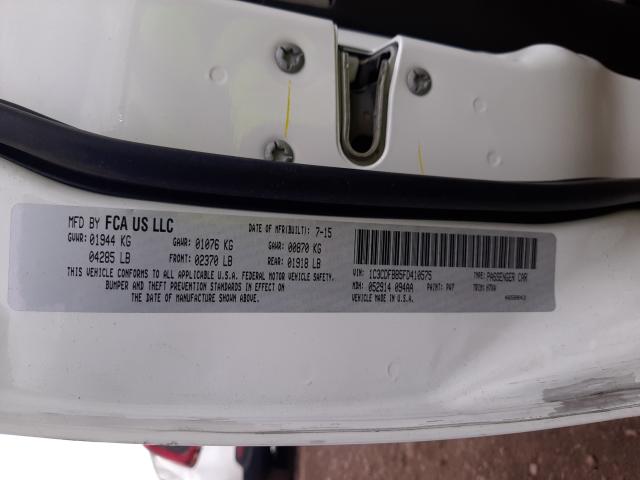 MFD BY FCA US LLC DATE OF MFR(BUILT): 7-15
GVWR: 01944 KG GAWR: 01076 KG GAWR: 00870 KG
04285 LB FRONT: 02370 LB REAR: 01918 LB
THIS VEHICLE CONFORMS TO ALL APPLICABLE U.S.A. FEDERAL MOTOR VEHICLE SAFETY,
BUMPER AND THEFT PREVENTION STANDARDS IN EFFECT ON
THE DATE OF MANUFACTURE SHOWN ABOVE.
VIN: 1C3CDFBB5FD410575 TYPE: PASSENGER CAR
MDH: 052914 094AA PAINT: PW7 TRIM:
VEHICLE MADE IN U.S.A.